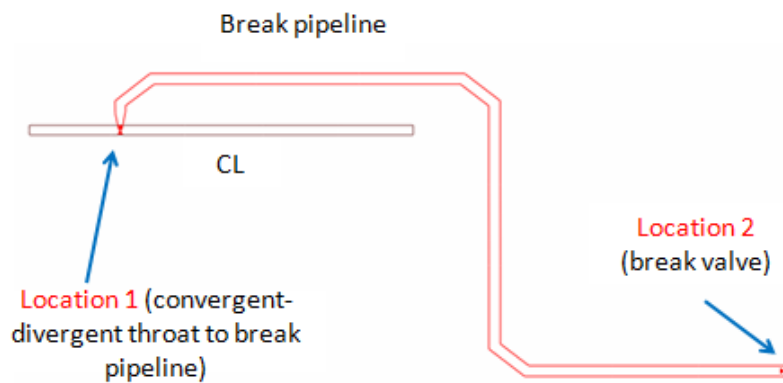 Break pipeline
CL
Location 1 (convergent-
divergent throat to break
pipeline)
Location 2
(break valve)